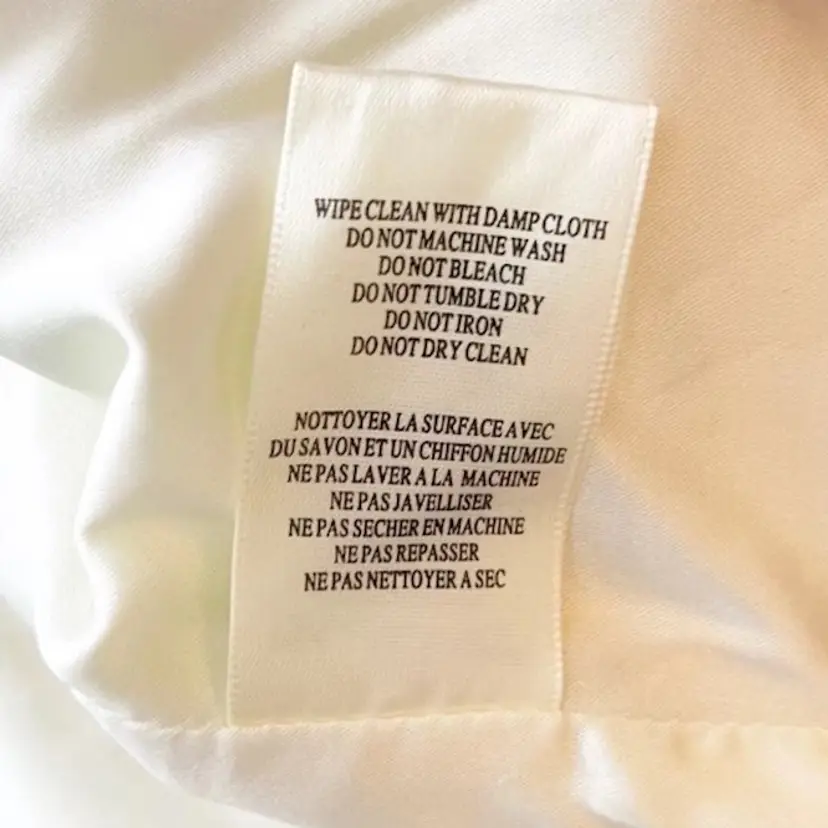 WIPE CLEAN WITH DAMP CLOTH
DO NOT MACHINE WASH
DO NOT BLEACH
DO NOT TUMBLE DRY
DO NOT IRON
DO NOT DRY CLEAN
NOTTOYER LA SURFACE AVEC
DU SAVON ET UN CHIFFON HUMIDE
NE PAS LAVER A LA MACHINE
NE PAS JAVELLISER
NE PAS SECHER EN MACHINE
NE PAS REPASSER
NE PAS NETTOYER A SEC